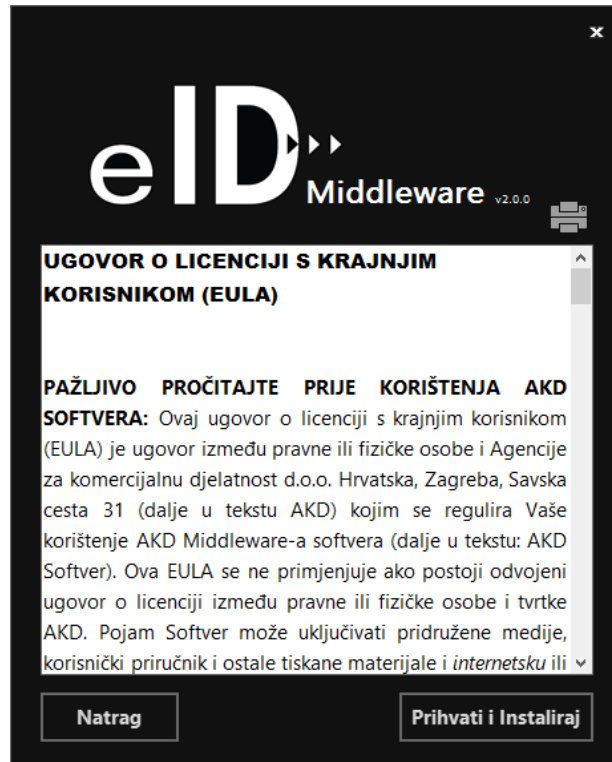 x
eID
Middleware v2.0.0
UGOVOR O LICENCIJI S KRAJNJIM
KORISNIKOM (EULA)
PAŽLJIVO PROČITAJTE PRIJE KORIŠTENJA AKD
SOFTVERA: Ovaj ugovor o licenciji s krajnjim korisnikom
(EULA) je ugovor između pravne ili fizičke osobe i Agencije
za komercijalnu djelatnost d.o.o. Hrvatska, Zagreba, Savska
cesta 31 (dalje u tekstu AKD) kojim se regulira Vaše
korištenje AKD Middleware-a softvera (dalje u tekstu: AKD
Softver). Ova EULA se ne primjenjuje ako postoji odvojeni
ugovor o licenciji između pravne ili fizičke osobe i tvrtke
AKD. Pojam Softver može uključivati pridružene medije,
korisnički priručnik i ostale tiskane materijale i internetsku ili
Natrag
Prihvati i Instaliraj